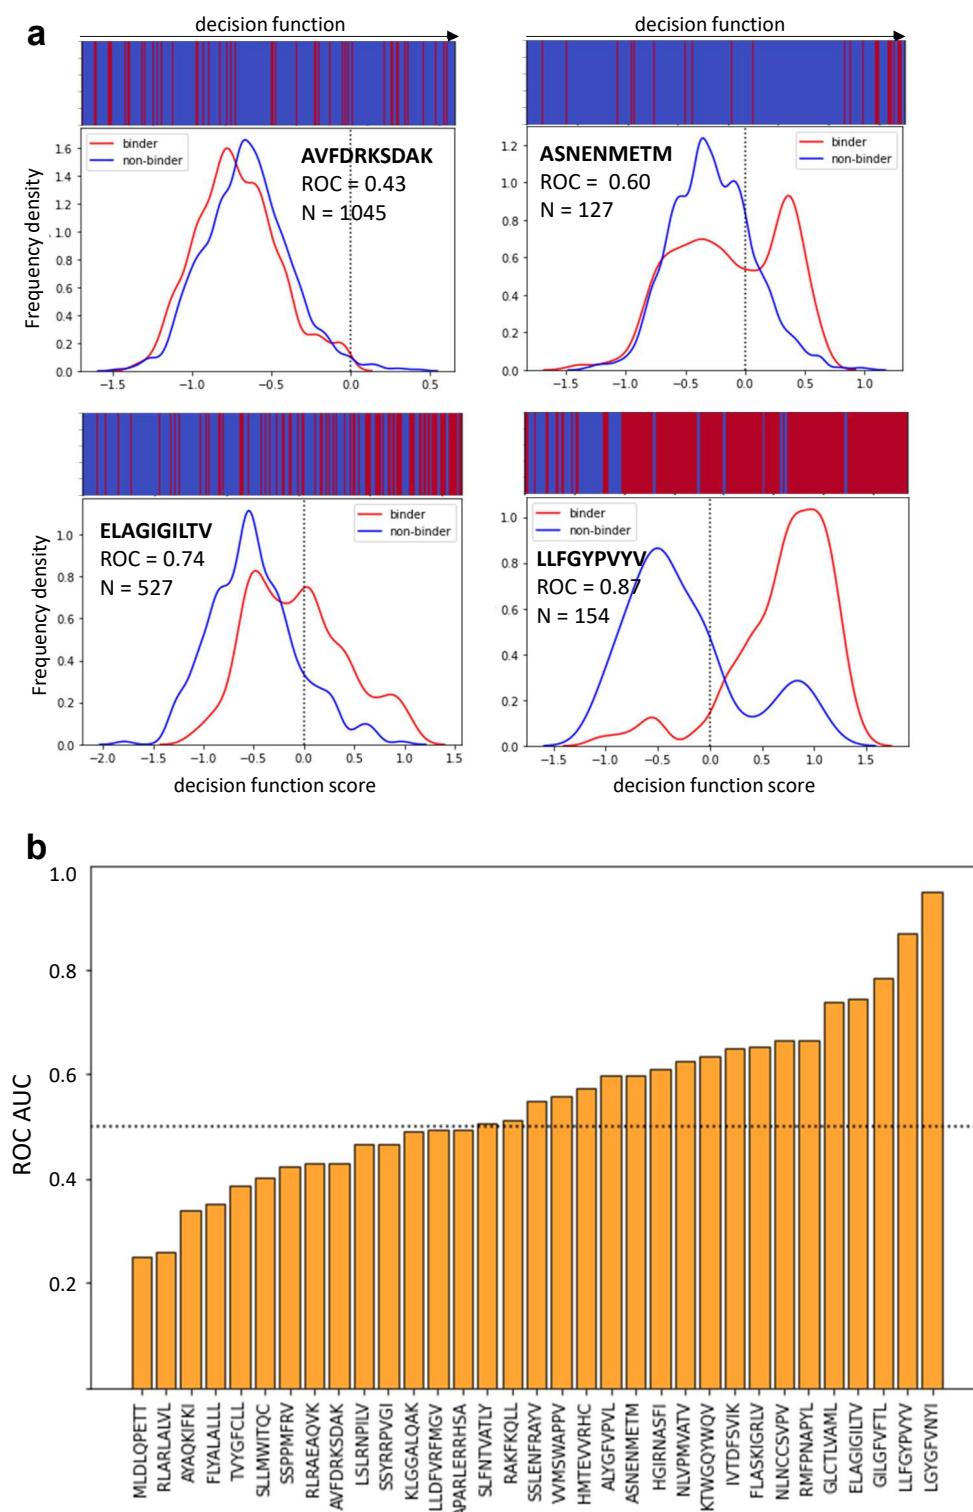 a
decision function
decision function
Frequency density
1.6
1.4
1.2
1.0
0.8
0.6
0.4
0.2
0.0
binder
non-binder
AVFDRKSDAK
ROC = 0.43
N = 1045
−1.5
−1.0
−0.5
0.0
0.5
1.2
1.0
0.8
0.6
0.4
0.2
0.0
ASNENMETM
ROC = 0.60
N = 127
binder
non-binder
−1.5
−1.0
−0.5
0.0
0.5
1.0
Frequency density
1.0
0.8
0.6
0.4
0.2
0.0
ELAGIGILTV
ROC = 0.74
N = 527
binder
non-binder
−2.0
−1.5
−1.0
−0.5
0.0
0.5
1.0
1.5
decision function score
1.0
0.8
0.6
0.4
0.2
0.0
binder
non-binder
LLFGYPVYV
ROC = 0.87
N = 154
−1.5
−1.0
−0.5
0.0
0.5
1.0
1.5
decision function score
b
ROC AUC
1.0
0.8
0.6
0.4
0.2
MLDLQPETT
RLARLALVL
AYAQKIFKI
FLYALALLL
TVYGFCLL
SLLMWITQC
SSPPMFRV
RLRAEAQVK
AVFDRKSDAK
LSLRNPILV
SSYRRPVGI
KLGGALQAK
LLDFVRFMGV
APARLERRHSA
SLFNTVATLY
RAKFKQLL
SSLENFRAYV
VVMSWAPPV
HMTEVVRHC
ALYGFVPVL
ASNENMETM
HGIRNASFI
NLVPMVATV
KTWGQYWQV
IVTDFSVIK
FLASKIGRLV
NLNCCSVPV
RMFPNAPYL
GLCTLVAML
ELAGIGILTV
GILGFVFTL
LLFGYPVYV
LGYGFVNYI